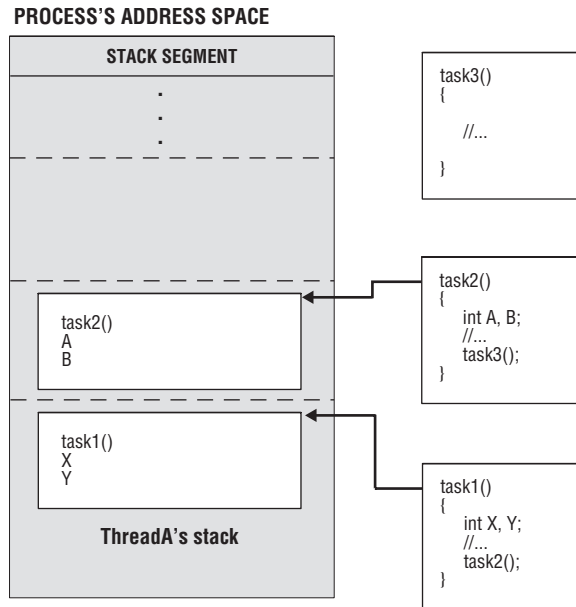 PROCESS'S ADDRESS SPACE
STACK SEGMENT
.
.
.
task2()
A
B
task1()
X
Y
ThreadA's stack
task3()
{
//...
}
task2()
{
int A, B;
//...
task3();
}
task1()
{
int X, Y;
//...
task2();
}